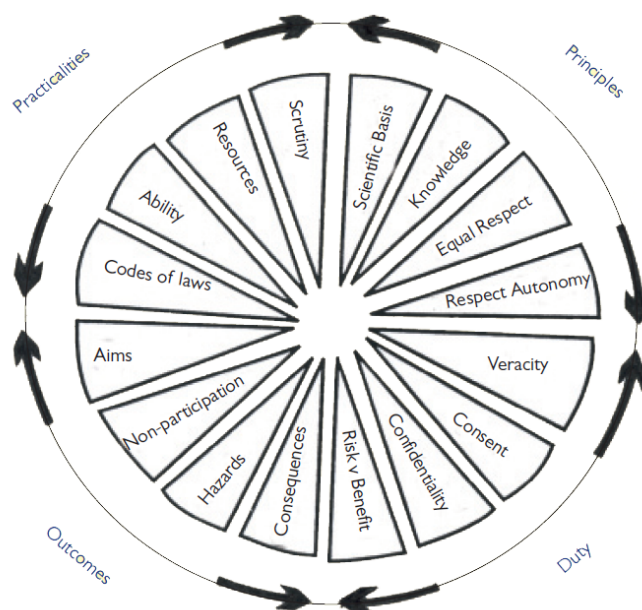 Practicalities
Principles
Scrutiny
Scientific Basis
Resources
Knowledge
Ability
Equal Respect
Codes of laws
Respect Autonomy
Aims
Veracity
Non-participation
Consent
Hazards
Confidentiality
Consequences
Risk v Benefit
Outcomes
Duty